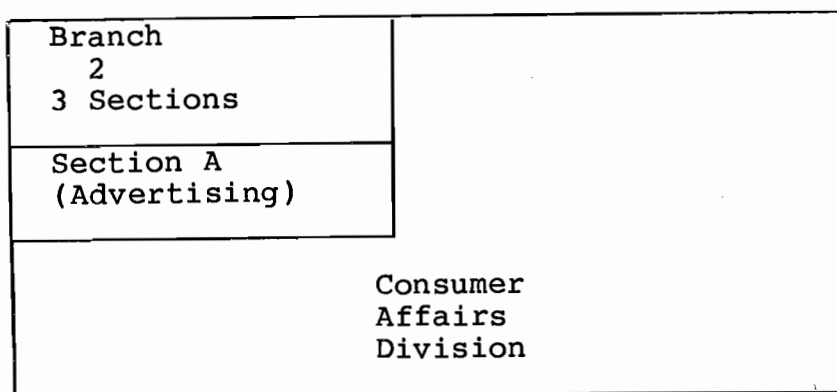 Branch
2
3 Sections
Section A
(Advertising)
Consumer
Affairs
Division